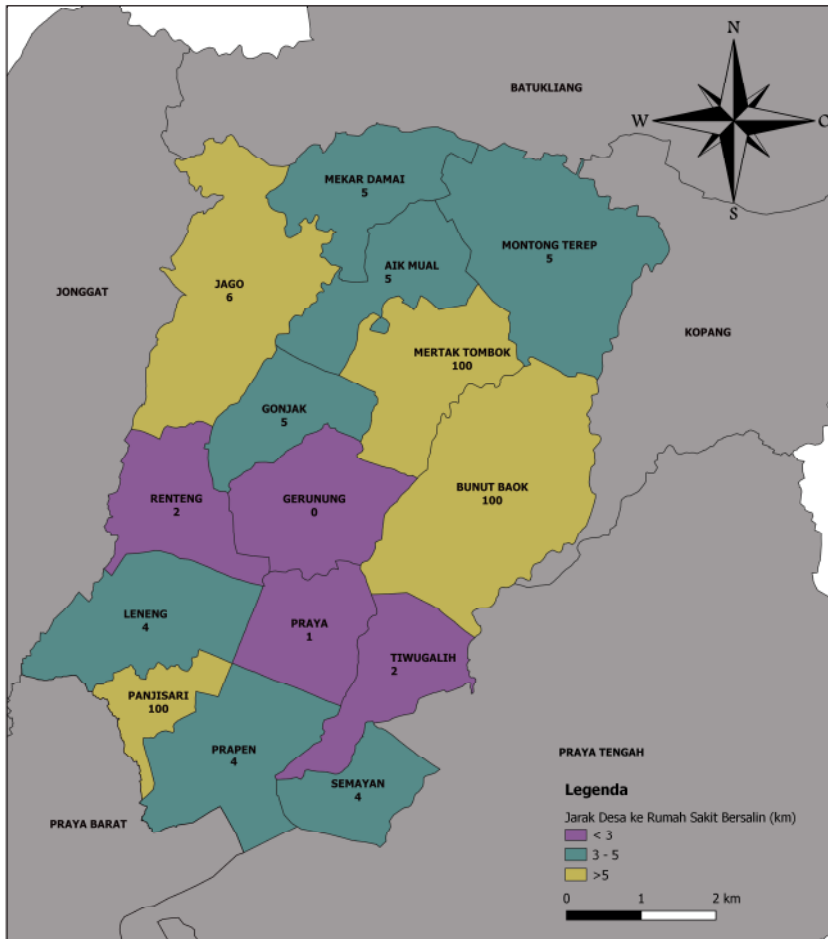 N
BATUKLIANG
W
O
S
MEKAR DAMAI
5
MONTONG TEREP
5
AIK MUAL
5
JAGO
6
JONGGAT
KOPANG
MERTAK TOMBOK
100
GONJAK
5
BUNUT BAOK
100
RENTENG
2
GERUNUNG
0
LENENG
4
PRAYA
1
TIWUGALIH
2
PANJISARI
100
PRAPEN
4
PRAYA TENGAH
SEMAYAN
4
PRAYA BARAT
Legenda
Jarak Desa ke Rumah Sakit Bersalin (km)
< 3
3 - 5
>5
0 1 2 km